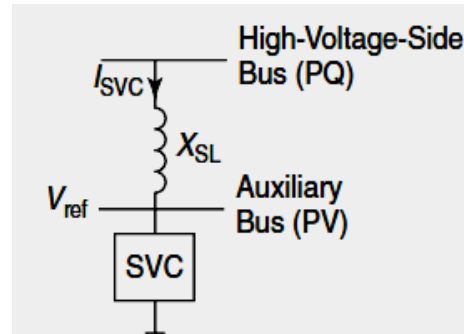 High-Voltage-Side
Bus (PQ)
I_SVC
X_SL
V_ref
Auxiliary
Bus (PV)
SVC